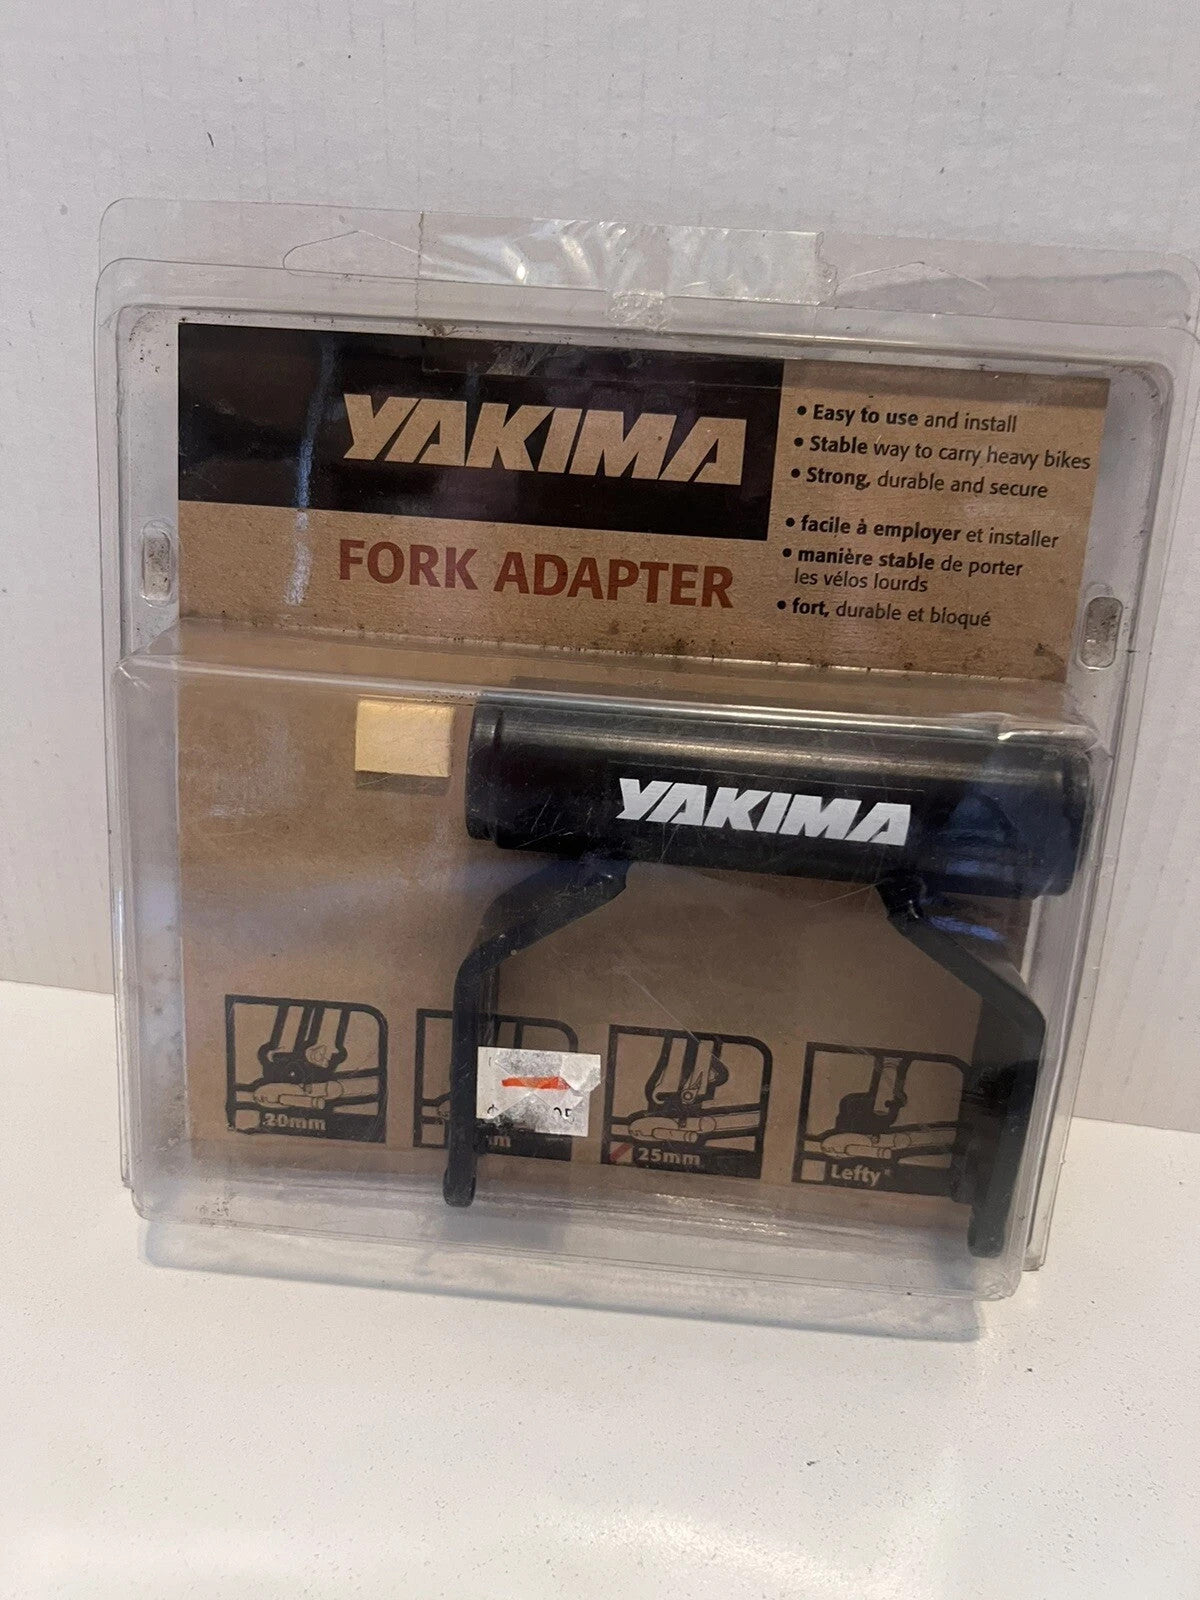 YAKIMA
FORK ADAPTER
• Easy to use and install
• Stable way to carry heavy bikes
• Strong, durable and secure
• facile à employer et installer
• manière stable de porter
les vélos lourds
• fort, durable et bloqué
YAKIMA
20mm
25mm
Lefty®